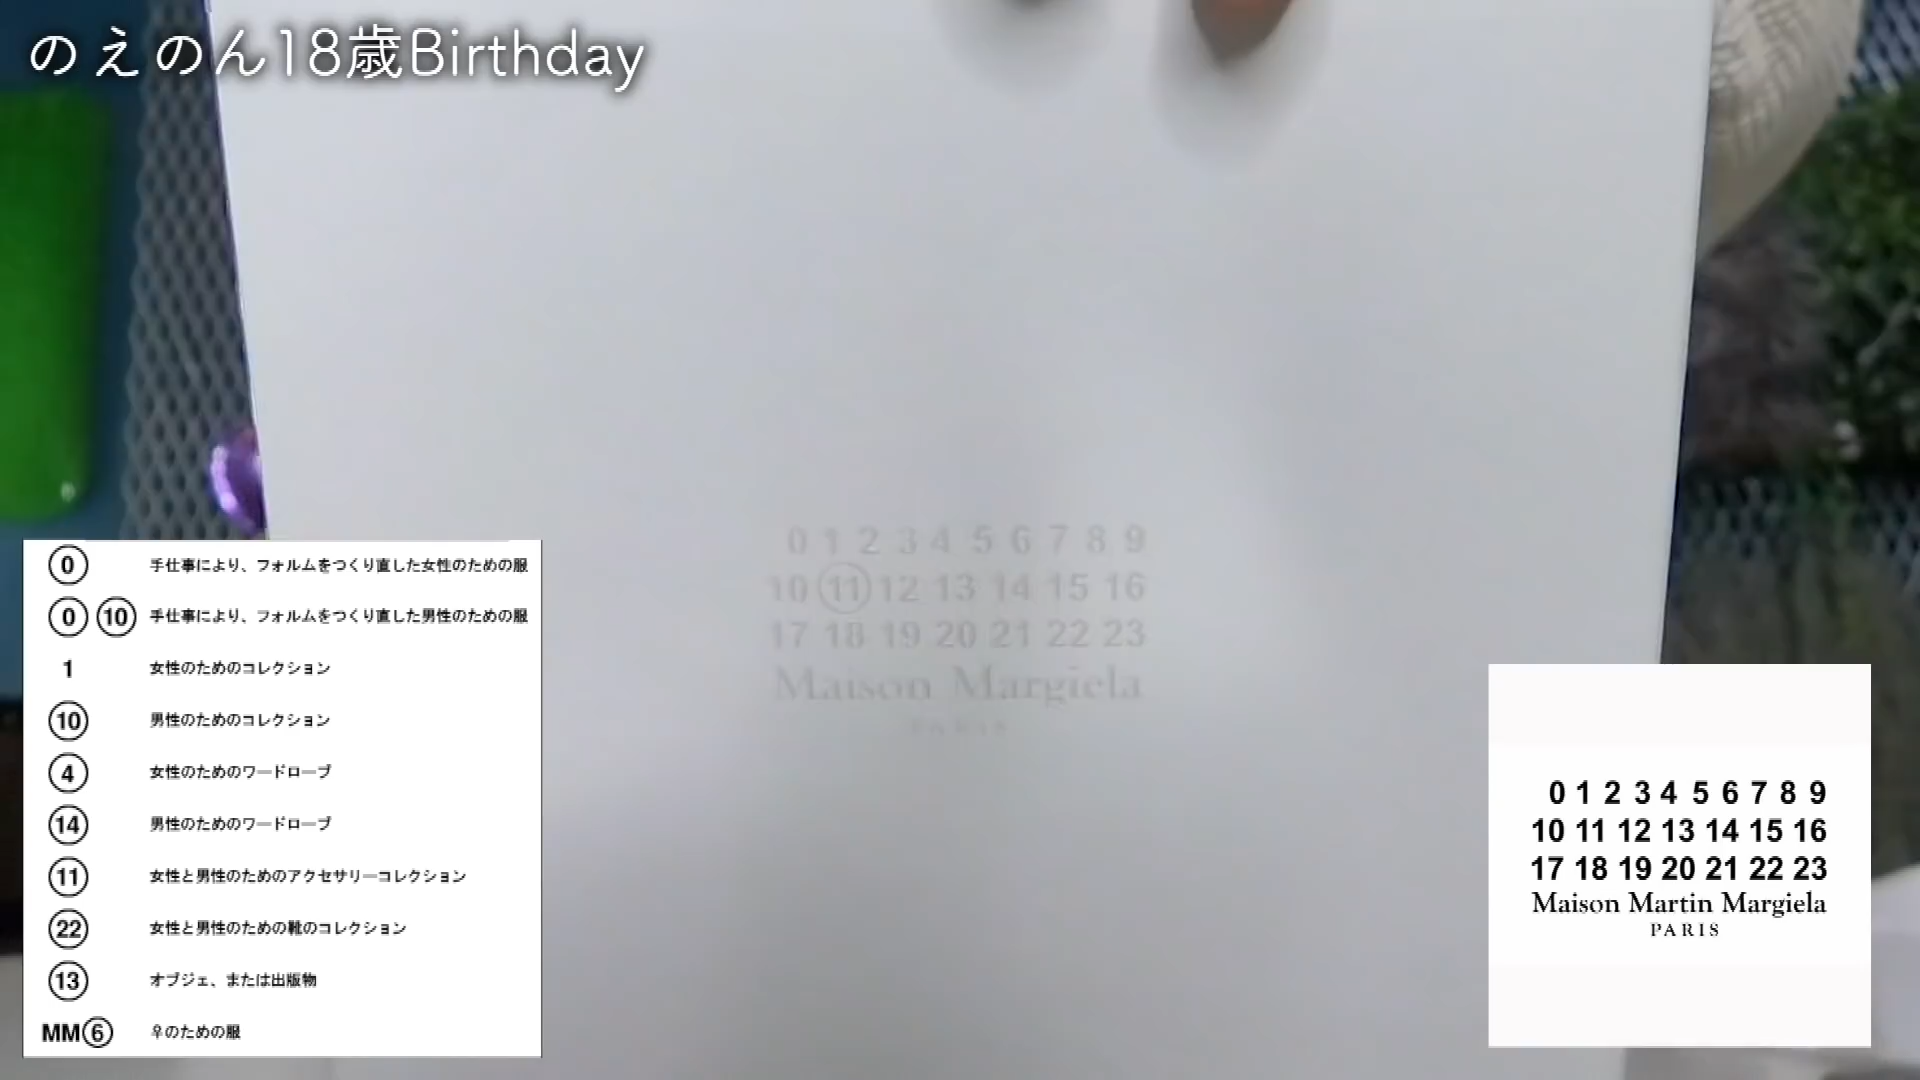 のえのん18歳Birthday
0 1 2 3 4 5 6 7 8 9
10 11 12 13 14 15 16
17 18 19 20 21 22 23
Maison Margiela
PARIS
0 手仕事により、フォルムをつくり直した女性のための服
0 10 手仕事により、フォルムをつくり直した男性のための服
1 女性のためのコレクション
10 男性のためのコレクション
4 女性のためのワードローブ
14 男性のためのワードローブ
11 女性と男性のためのアクセサリーコレクション
22 女性と男性のための靴のコレクション
13 オブジェ、または出版物
MM6 ♀のための服
0 1 2 3 4 5 6 7 8 9
10 11 12 13 14 15 16
17 18 19 20 21 22 23
Maison Martin Margiela
PARIS